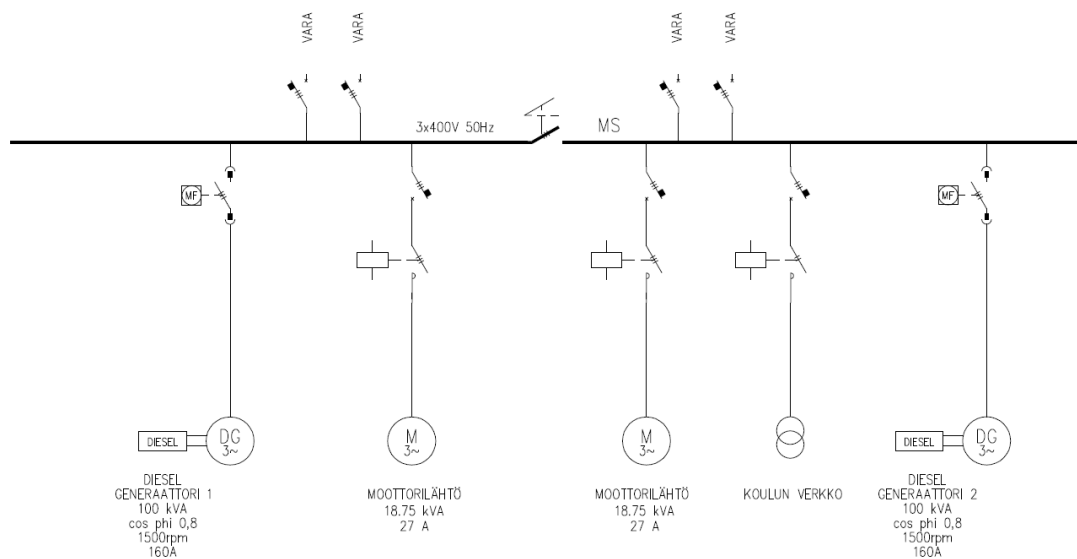 VARA
VARA
VARA
VARA
3x400V 50Hz
MS
MF
MF
DIESEL
DG
3~
M
3~
M
3~
DIESEL
DG
3~
DIESEL
GENERAATTORI 1
100 kVA
cos phi 0,8
1500rpm
160A
MOOTTORILÄHTÖ
18.75 kVA
27 A
MOOTTORILÄHTÖ
18.75 kVA
27 A
KOULUN VERKKO
DIESEL
GENERAATTORI 2
100 kVA
cos phi 0,8
1500rpm
160A